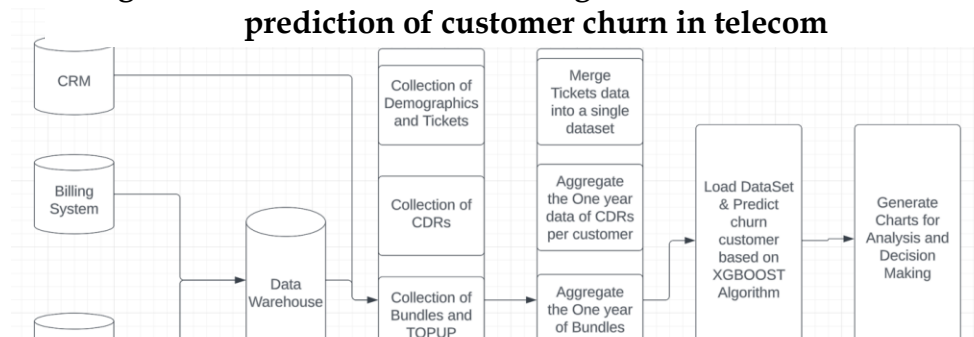 prediction of customer churn in telecom
CRM
Billing
System
Data
Warehouse
Collection of
Demographics
and Tickets
Collection of
CDRs
Collection of
Bundles and
TOPUP
Merge
Tickets data
into a single
dataset
Aggregate
the One year
data of CDRs
per customer
Aggregate
the One year
of Bundles
Load DataSet
& Predict
churn
customer
based on
XGBOOST
Algorithm
Generate
Charts for
Analysis and
Decision
Making